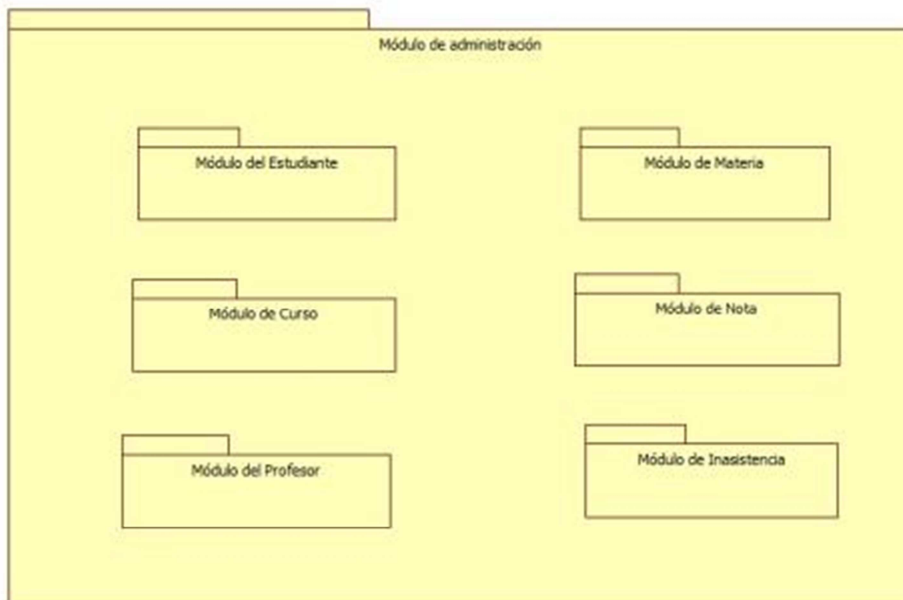 Módulo de administración
Módulo del Estudiante
Módulo de Materia
Módulo de Curso
Módulo de Nota
Módulo del Profesor
Módulo de Inasistencia